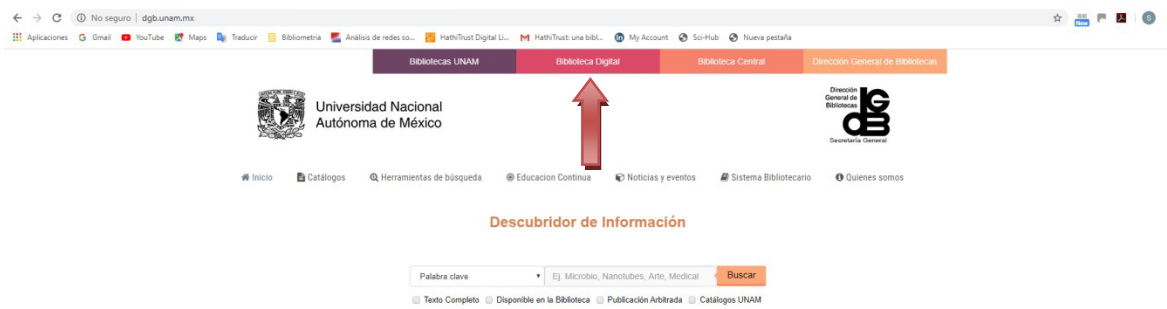 No seguro | dgb.unam.mx
New
S
Aplicaciones Gmail YouTube Maps Traducir Bibliometria Análisis de redes so... HathiTrust Digital Li... HathiTrust: una bibl... My Account Sci-Hub Nueva pestaña
Bibliotecas UNAM Biblioteca Digital Biblioteca Central Dirección General de Bibliotecas
Universidad Nacional
Autónoma de México
Dirección
General de
Bibliotecas
Secretaría General
Inicio Catálogos Herramientas de búsqueda Educacion Continua Noticias y eventos Sistema Bibliotecario Quienes somos
Descubridor de Información
Palabra clave Ej. Microbio, Nanotubes, Arte, Medical Buscar
Texto Completo Disponible en la Biblioteca Publicación Arbitrada Catálogos UNAM